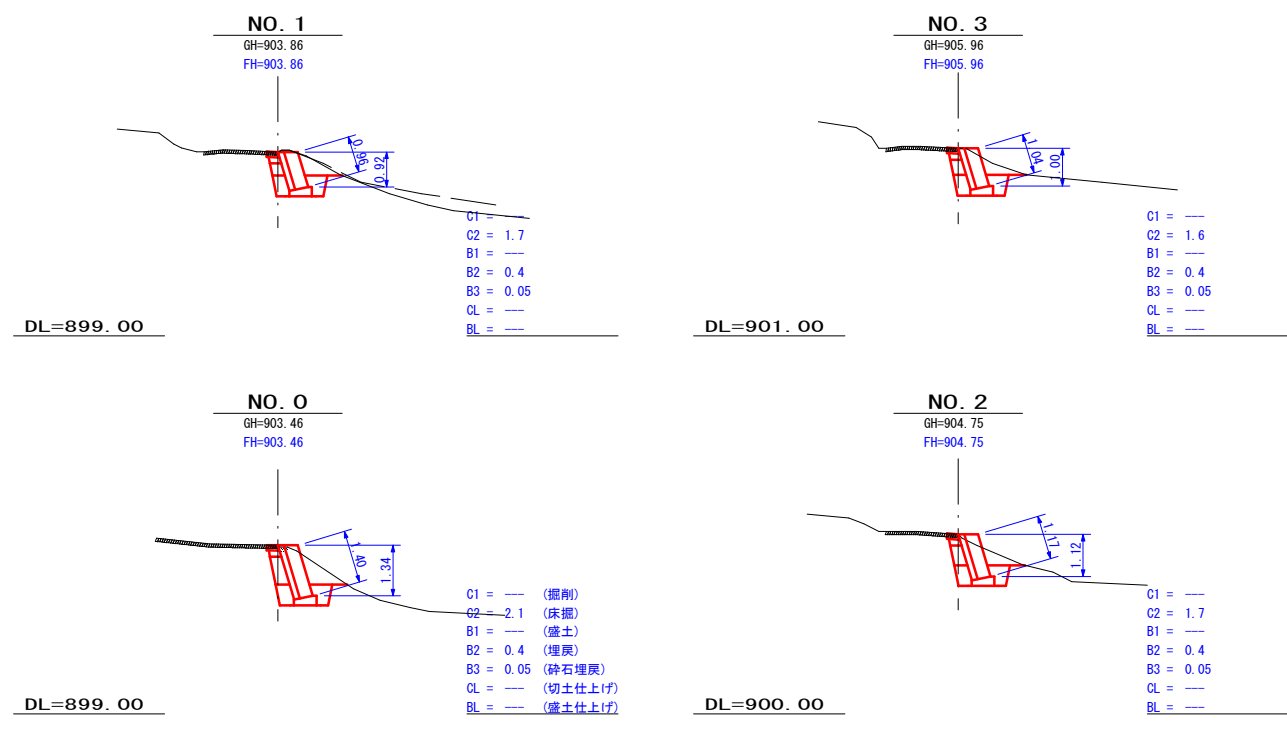 NO. 1
GH=903.86
FH=903.86
0.96
0.92
C1 = ---
C2 = 1.7
B1 = ---
B2 = 0.4
B3 = 0.05
CL = ---
BL = ---
DL=899.00
NO. 3
GH=905.96
FH=905.96
1.04
1.00
C1 = ---
C2 = 1.6
B1 = ---
B2 = 0.4
B3 = 0.05
CL = ---
BL = ---
DL=901.00
NO. 0
GH=903.46
FH=903.46
1.40
1.34
C1 = --- (掘削)
C2 = 2.1 (床掘)
B1 = --- (盛土)
B2 = 0.4 (埋戻)
B3 = 0.05 (砕石埋戻)
CL = --- (切土仕上げ)
BL = --- (盛土仕上げ)
DL=899.00
NO. 2
GH=904.75
FH=904.75
1.17
1.12
C1 = ---
C2 = 1.7
B1 = ---
B2 = 0.4
B3 = 0.05
CL = ---
BL = ---
DL=900.00